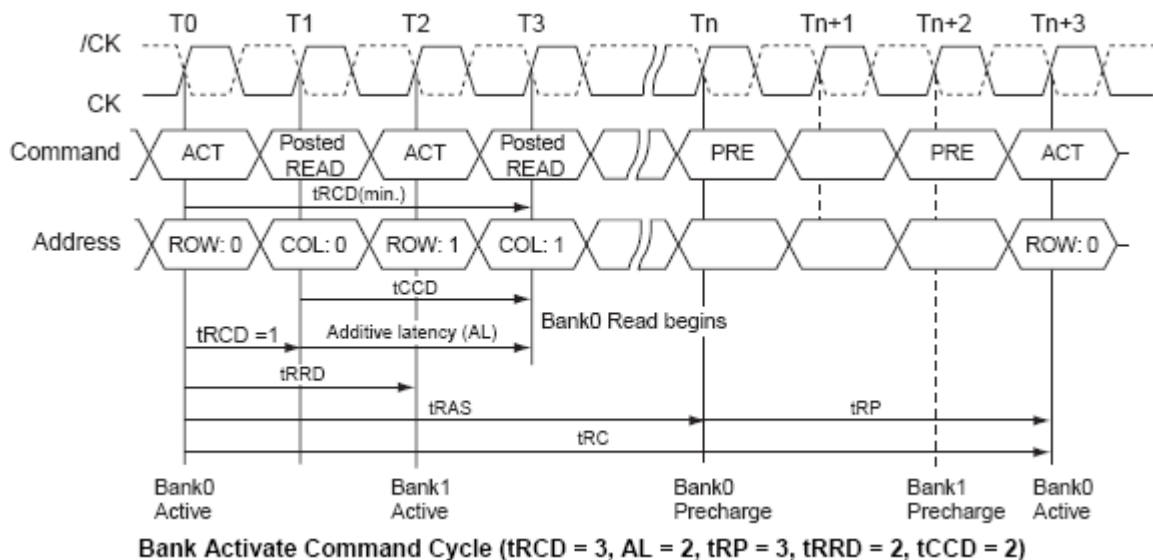 T0 T1 T2 T3 Tn Tn+1 Tn+2 Tn+3
/CK
CK
Command ACT Posted READ ACT Posted READ PRE PRE ACT
tRCD(min.)
Address ROW: 0 COL: 0 ROW: 1 COL: 1 ROW: 0
tCCD
Bank0 Read begins
tRCD =1 Additive latency (AL)
tRRD
tRAS tRP
tRC
Bank0 Active Bank1 Active Bank0 Precharge Bank1 Precharge Bank0 Active
Bank Activate Command Cycle (tRCD = 3, AL = 2, tRP = 3, tRRD = 2, tCCD = 2)